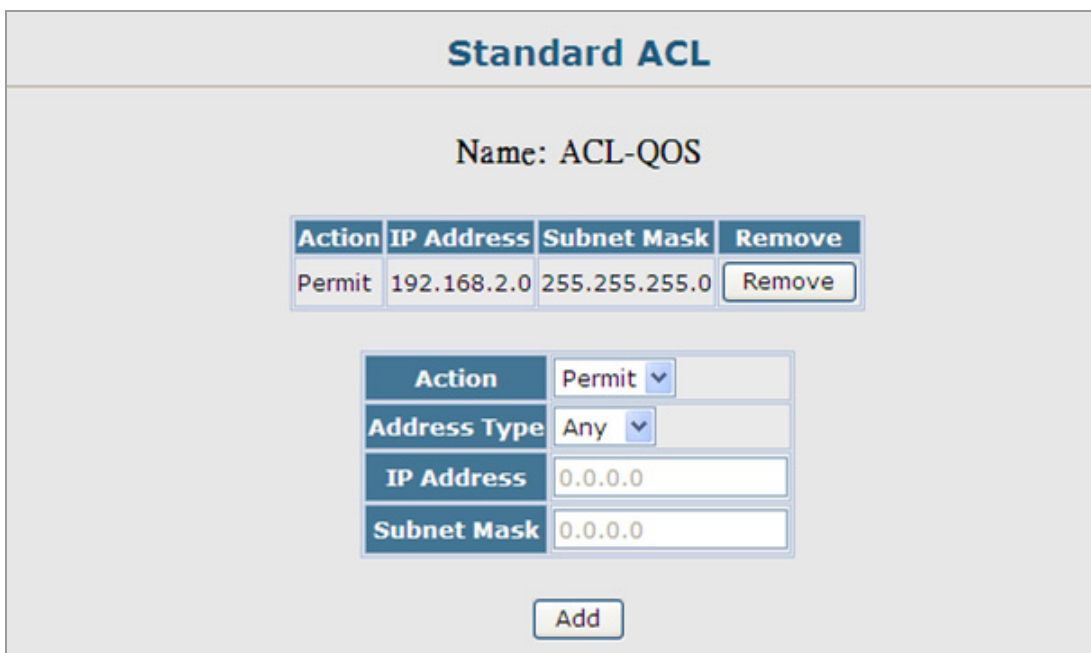 Standard ACL
Name: ACL-QOS
Action IP Address Subnet Mask Remove
Permit 192.168.2.0 255.255.255.0 Remove
Action Permit
Address Type Any
IP Address 0.0.0.0
Subnet Mask 0.0.0.0
Add